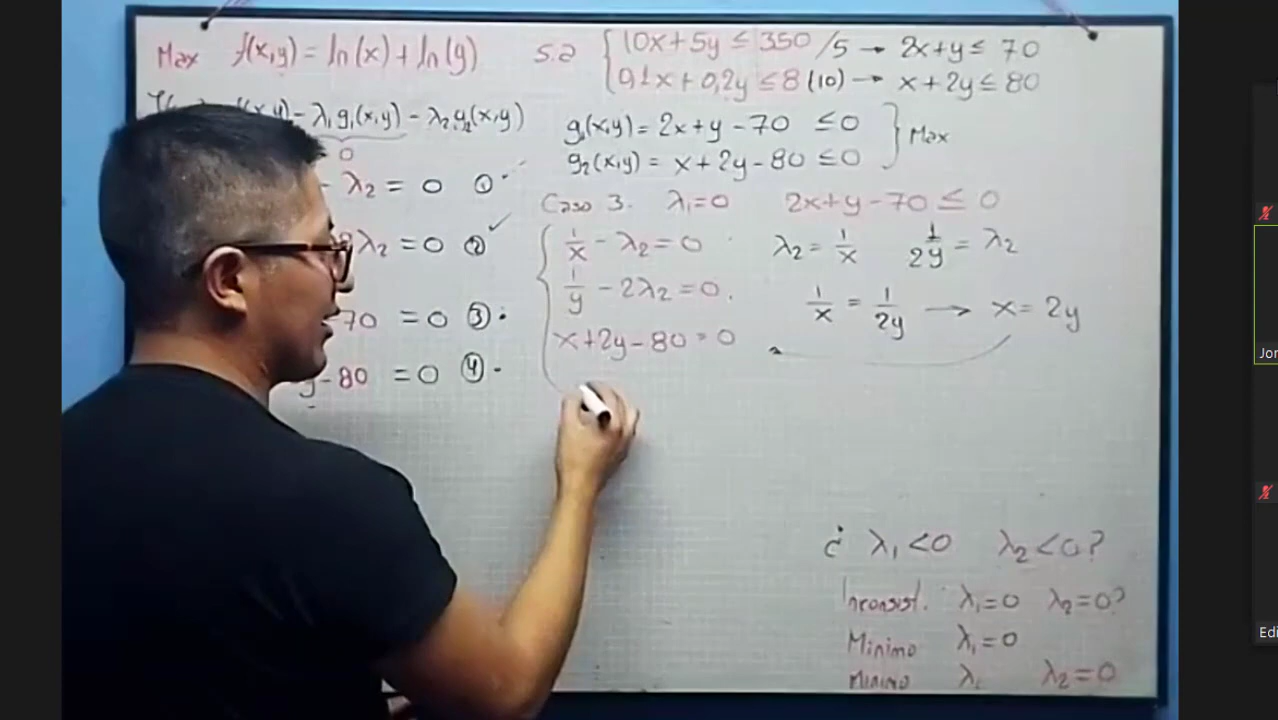 Max f(x,y) = ln(x) + ln(y) s.a { 10x + 5y ≤ 350 /5 → 2x + y ≤ 70
0,1x + 0,2y ≤ 8 (10) → x + 2y ≤ 80
- λ₁g₁(x,y) - λ₂g₂(x,y)
g₁(x,y) = 2x + y - 70 ≤ 0 } Max
g₂(x,y) = x + 2y - 80 ≤ 0
0
- λ₂ = 0 ①
λ₂ = 0 ② ✓
-70 = 0 ③
y - 80 = 0 ④
Caso 3. λ₁ = 0 2x + y - 70 ≤ 0
{ 1/x - λ₂ = 0 λ₂ = 1/x 1/2y = λ₂
1/y - 2λ₂ = 0. 1/x = 1/2y → x = 2y
x + 2y - 80 = 0
¿ λ₁ < 0 λ₂ < 0?
Inconsist. λ₁ = 0 λ₂ = 0?
Minimo λ₁ = 0
Minimo λ₂ = 0
Jor
Edi